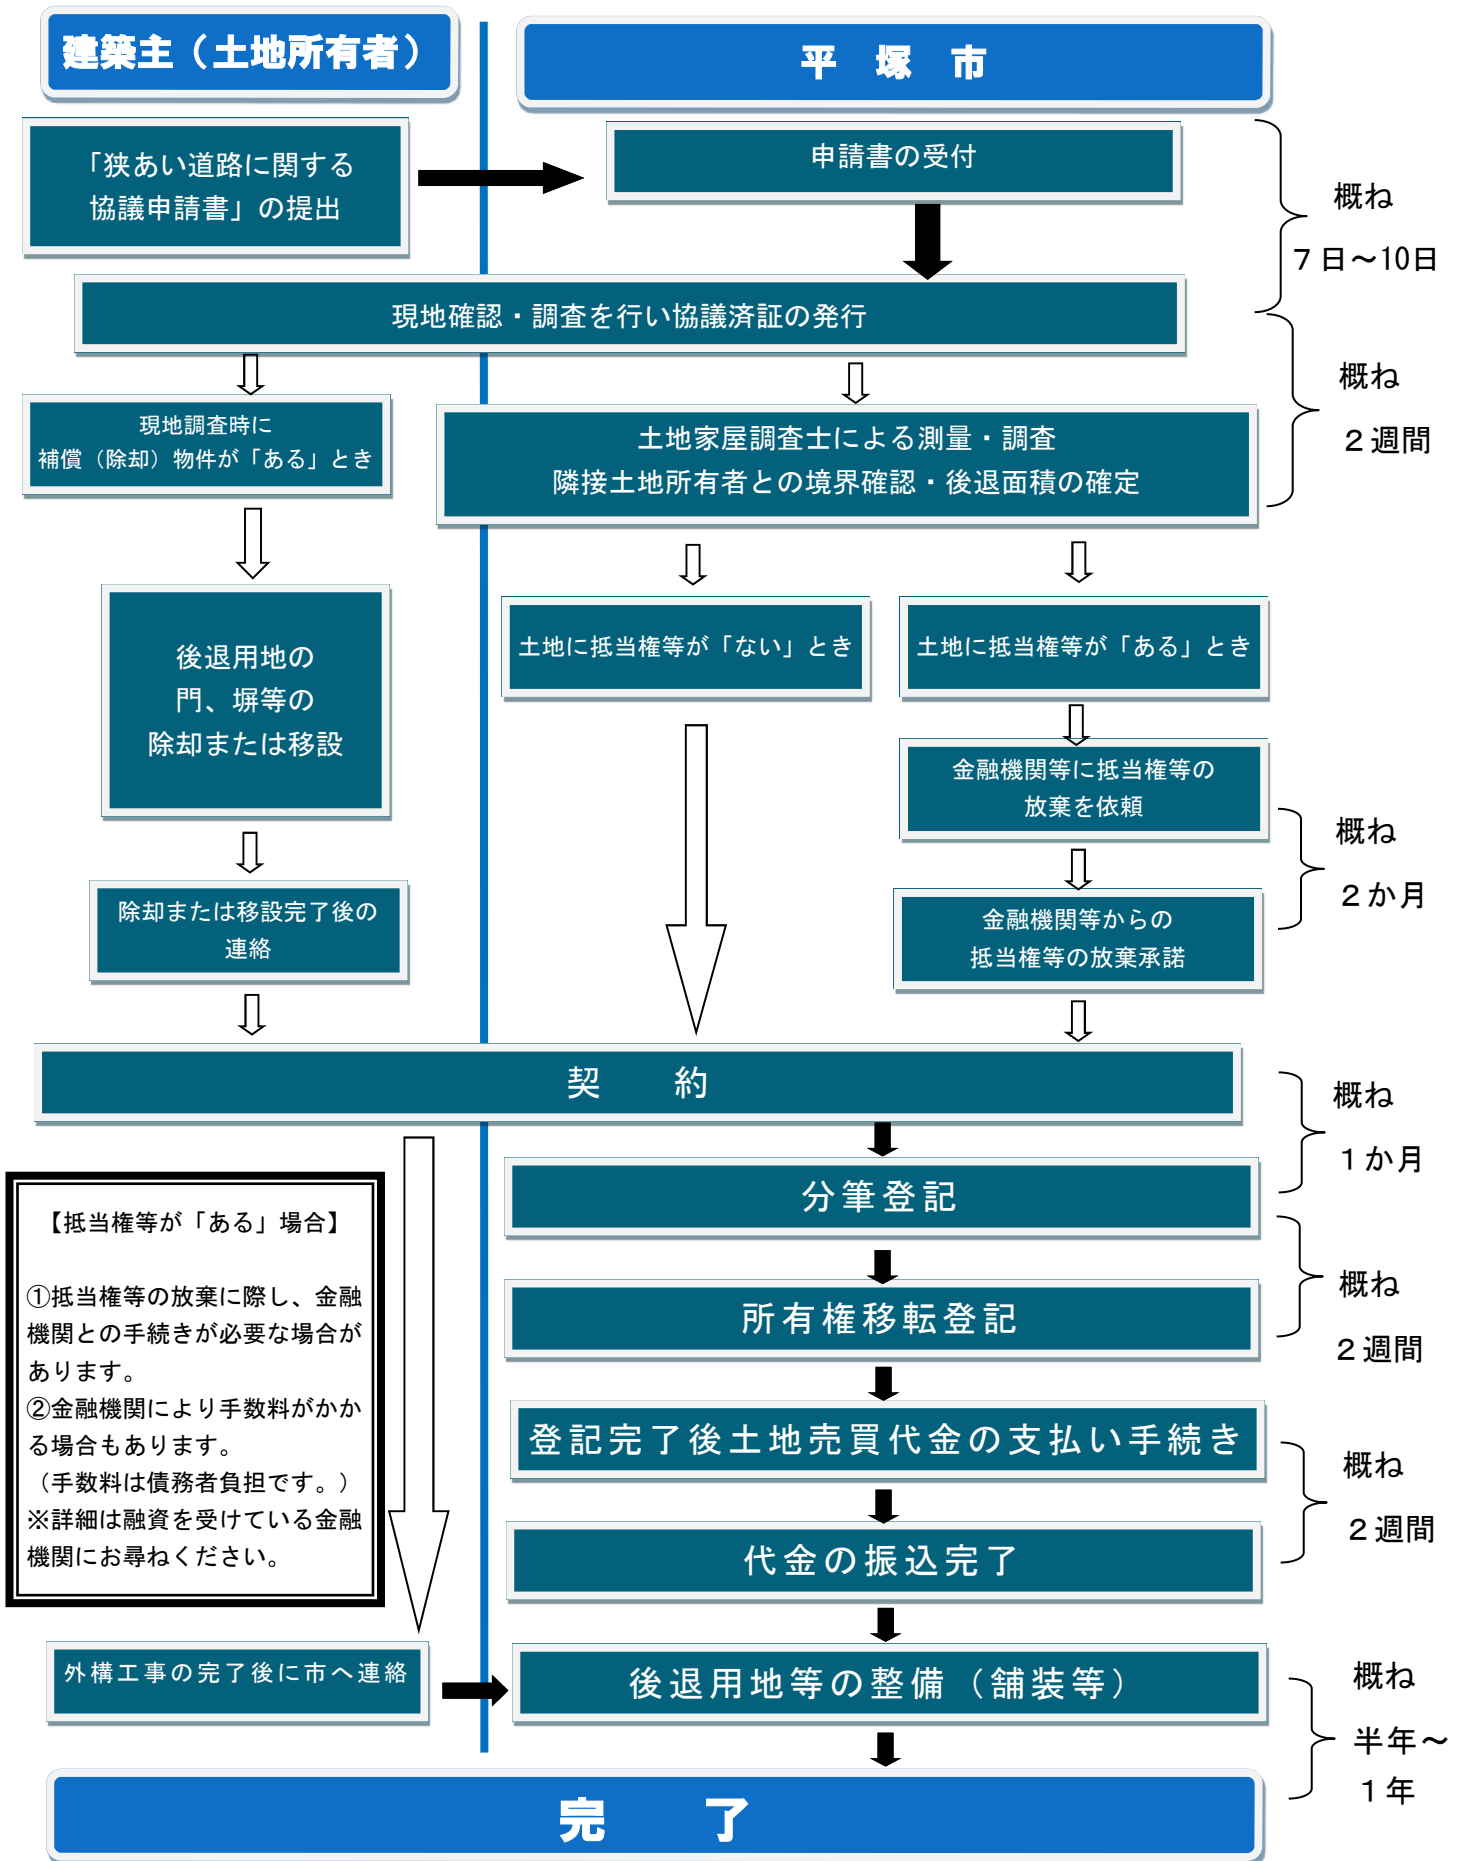 建築主（土地所有者）
平　塚　市
「狭あい道路に関する
協議申請書」の提出
申請書の受付
概ね
７日～10日
現地確認・調査を行い協議済証の発行
概ね
２週間
現地調査時に
補償（除却）物件が「ある」とき
土地家屋調査士による測量・調査
隣接土地所有者との境界確認・後退面積の確定
後退用地の
門、塀等の
除却または移設
土地に抵当権等が「ない」とき
土地に抵当権等が「ある」とき
金融機関等に抵当権等の
放棄を依頼
概ね
２か月
除却または移設完了後の
連絡
金融機関等からの
抵当権等の放棄承諾
契　　約
概ね
１か月
分筆登記
【抵当権等が「ある」場合】
①抵当権等の放棄に際し、金融
機関との手続きが必要な場合が
あります。
②金融機関により手数料がかか
る場合もあります。
（手数料は債務者負担です。）
※詳細は融資を受けている金融
機関にお尋ねください。
所有権移転登記
概ね
２週間
登記完了後土地売買代金の支払い手続き
概ね
２週間
代金の振込完了
外構工事の完了後に市へ連絡
後退用地等の整備（舗装等）
概ね
半年～
１年
完　　了